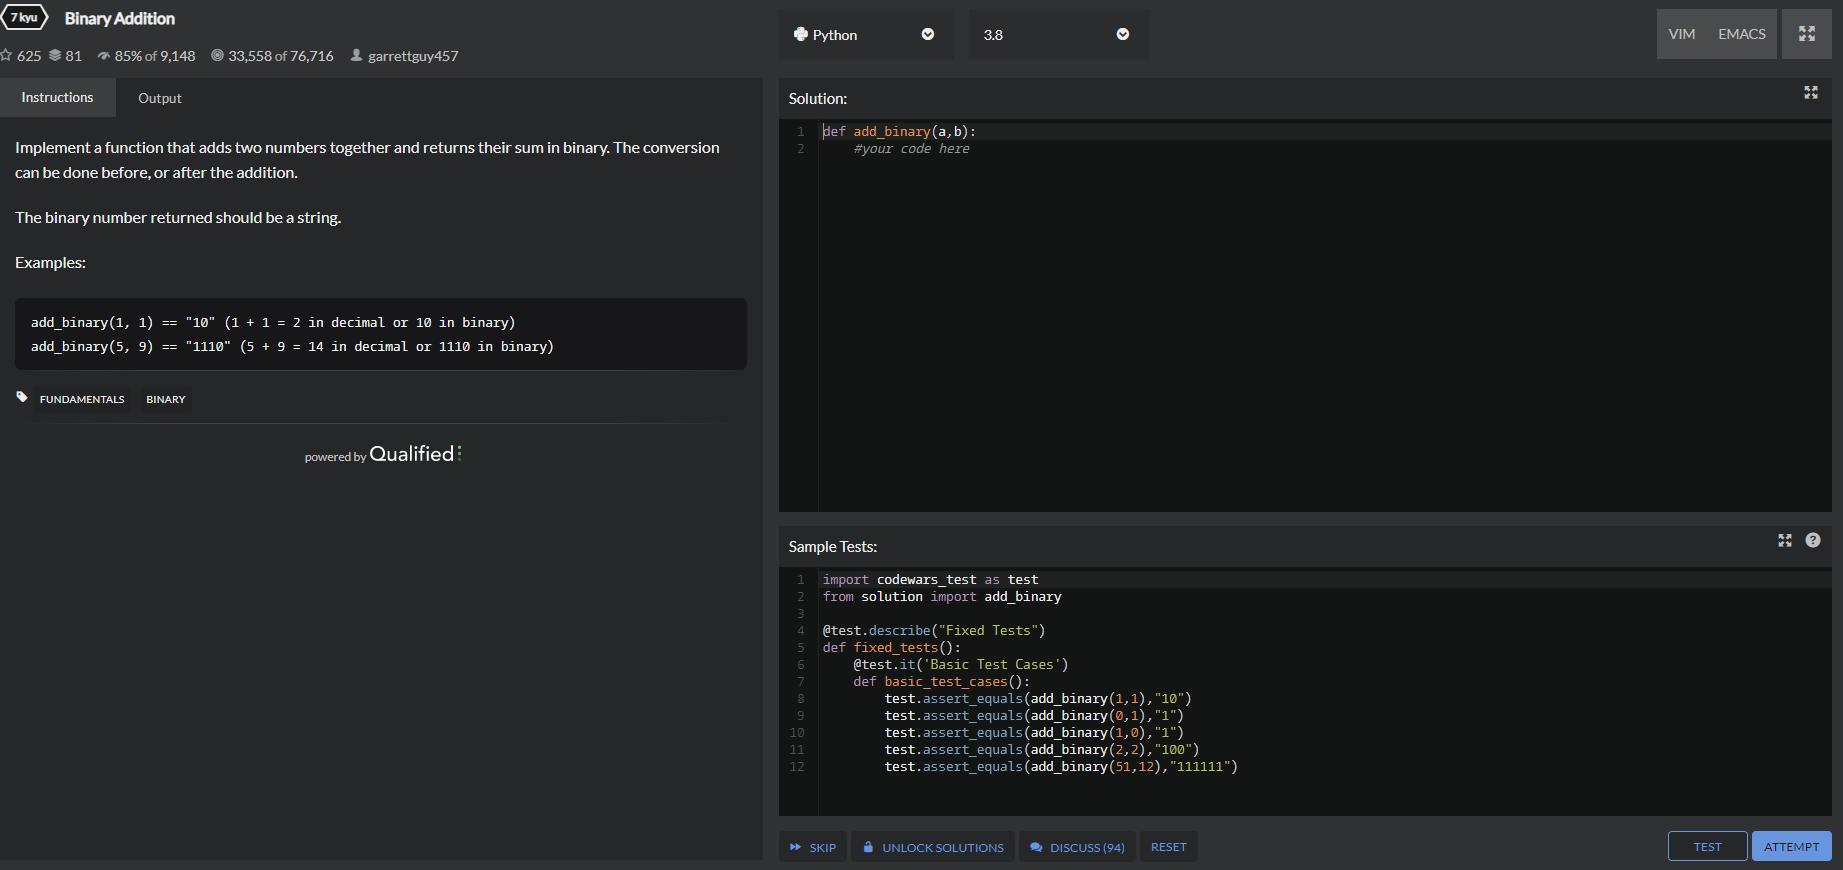 7 kyu Binary Addition
625 81 85% of 9,148 33,558 of 76,716 garrettguy457
Instructions Output
Implement a function that adds two numbers together and returns their sum in binary. The conversion
can be done before, or after the addition.
The binary number returned should be a string.
Examples:
add_binary(1, 1) == "10" (1 + 1 = 2 in decimal or 10 in binary)
add_binary(5, 9) == "1110" (5 + 9 = 14 in decimal or 1110 in binary)
FUNDAMENTALS BINARY
powered by Qualified
Python 3.8 VIM EMACS
Solution:
1 def add_binary(a,b):
2     #your code here
Sample Tests:
1 import codewars_test as test
2 from solution import add_binary
3
4 @test.describe("Fixed Tests")
5 def fixed_tests():
6     @test.it('Basic Test Cases')
7     def basic_test_cases():
8         test.assert_equals(add_binary(1,1),"10")
9         test.assert_equals(add_binary(0,1),"1")
10         test.assert_equals(add_binary(1,0),"1")
11         test.assert_equals(add_binary(2,2),"100")
12         test.assert_equals(add_binary(51,12),"111111")
SKIP UNLOCK SOLUTIONS DISCUSS (94) RESET TEST ATTEMPT